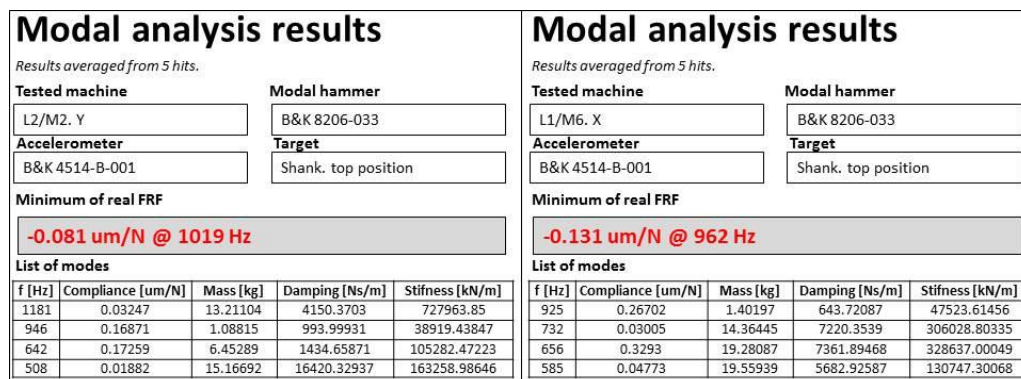 Modal analysis results
Results averaged from 5 hits.
Tested machine Modal hammer
L2/M2. Y B&K 8206-033
Accelerometer Target
B&K 4514-B-001 Shank. top position
Minimum of real FRF
-0.081 um/N @ 1019 Hz
List of modes
f [Hz] Compliance [um/N] Mass [kg] Damping [Ns/m] Stifness [kN/m]
1181 0.03247 13.21104 4150.3703 727963.85
946 0.16871 1.08815 993.99931 38919.43847
642 0.17259 6.45289 1434.65871 105282.47223
508 0.01882 15.16692 16420.32937 163258.98646
Modal analysis results
Results averaged from 5 hits.
Tested machine Modal hammer
L1/M6. X B&K 8206-033
Accelerometer Target
B&K 4514-B-001 Shank. top position
Minimum of real FRF
-0.131 um/N @ 962 Hz
List of modes
f [Hz] Compliance [um/N] Mass [kg] Damping [Ns/m] Stifness [kN/m]
925 0.26702 1.40197 643.72087 47523.61456
732 0.03005 14.36445 7220.3539 306028.80335
656 0.3293 19.28087 7361.89468 328637.00049
585 0.04773 19.55939 5682.92587 130747.30068